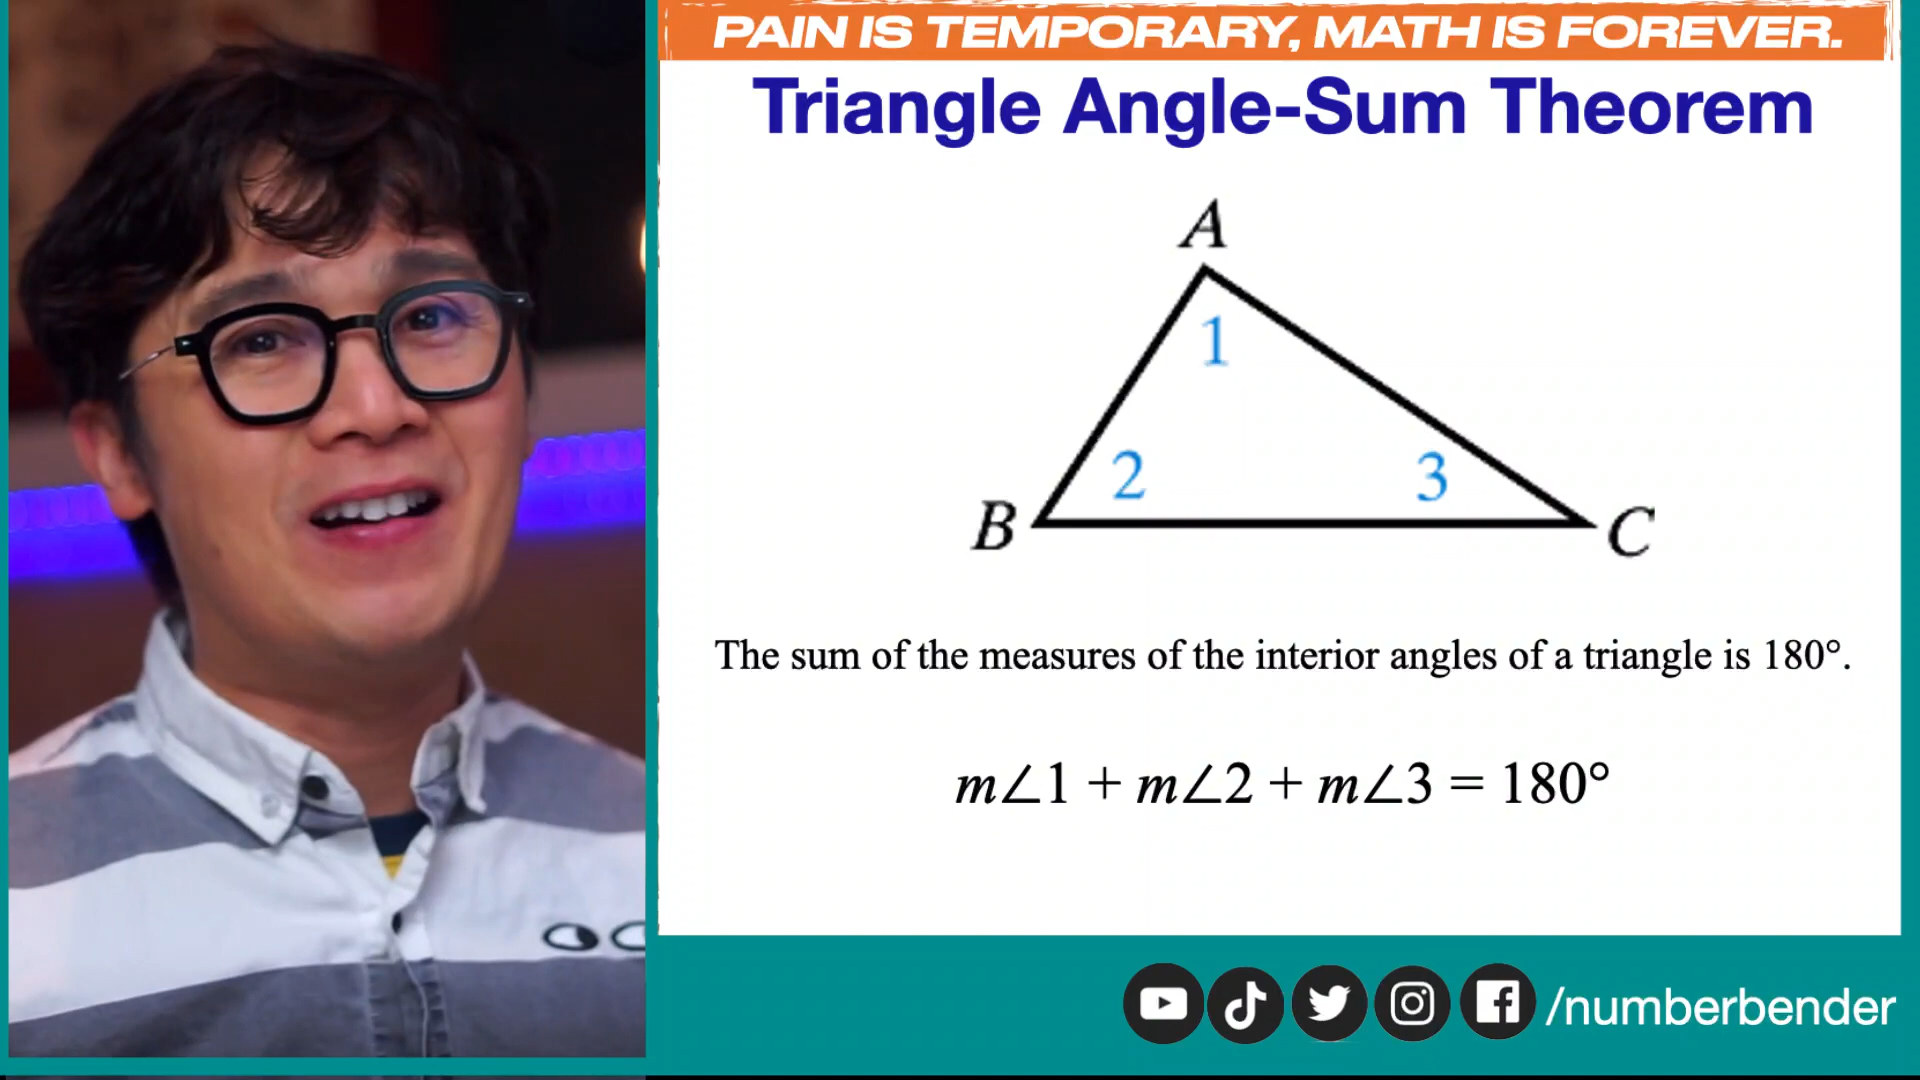 PAIN IS TEMPORARY, MATH IS FOREVER.
Triangle Angle-Sum Theorem
A
1
2
3
B
C
The sum of the measures of the interior angles of a triangle is 180°.
m∠1 + m∠2 + m∠3 = 180°
/numberbender